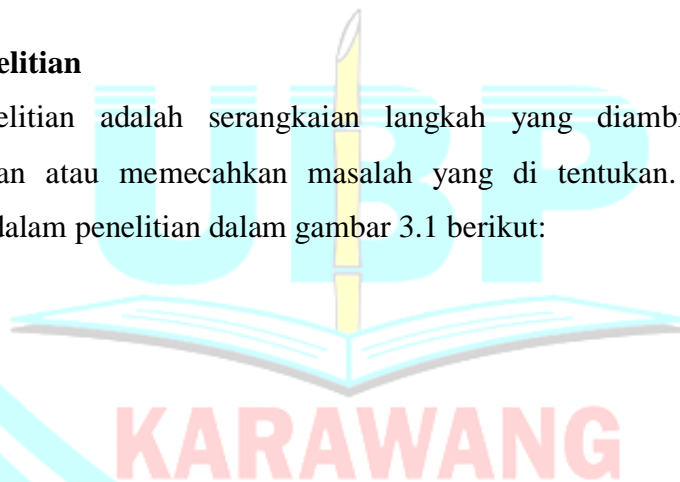 elitian
elitian adalah serangkaian langkah yang diambi
an atau memecahkan masalah yang di tentukan.
dalam penelitian dalam gambar 3.1 berikut:
UBP
KARAWANG